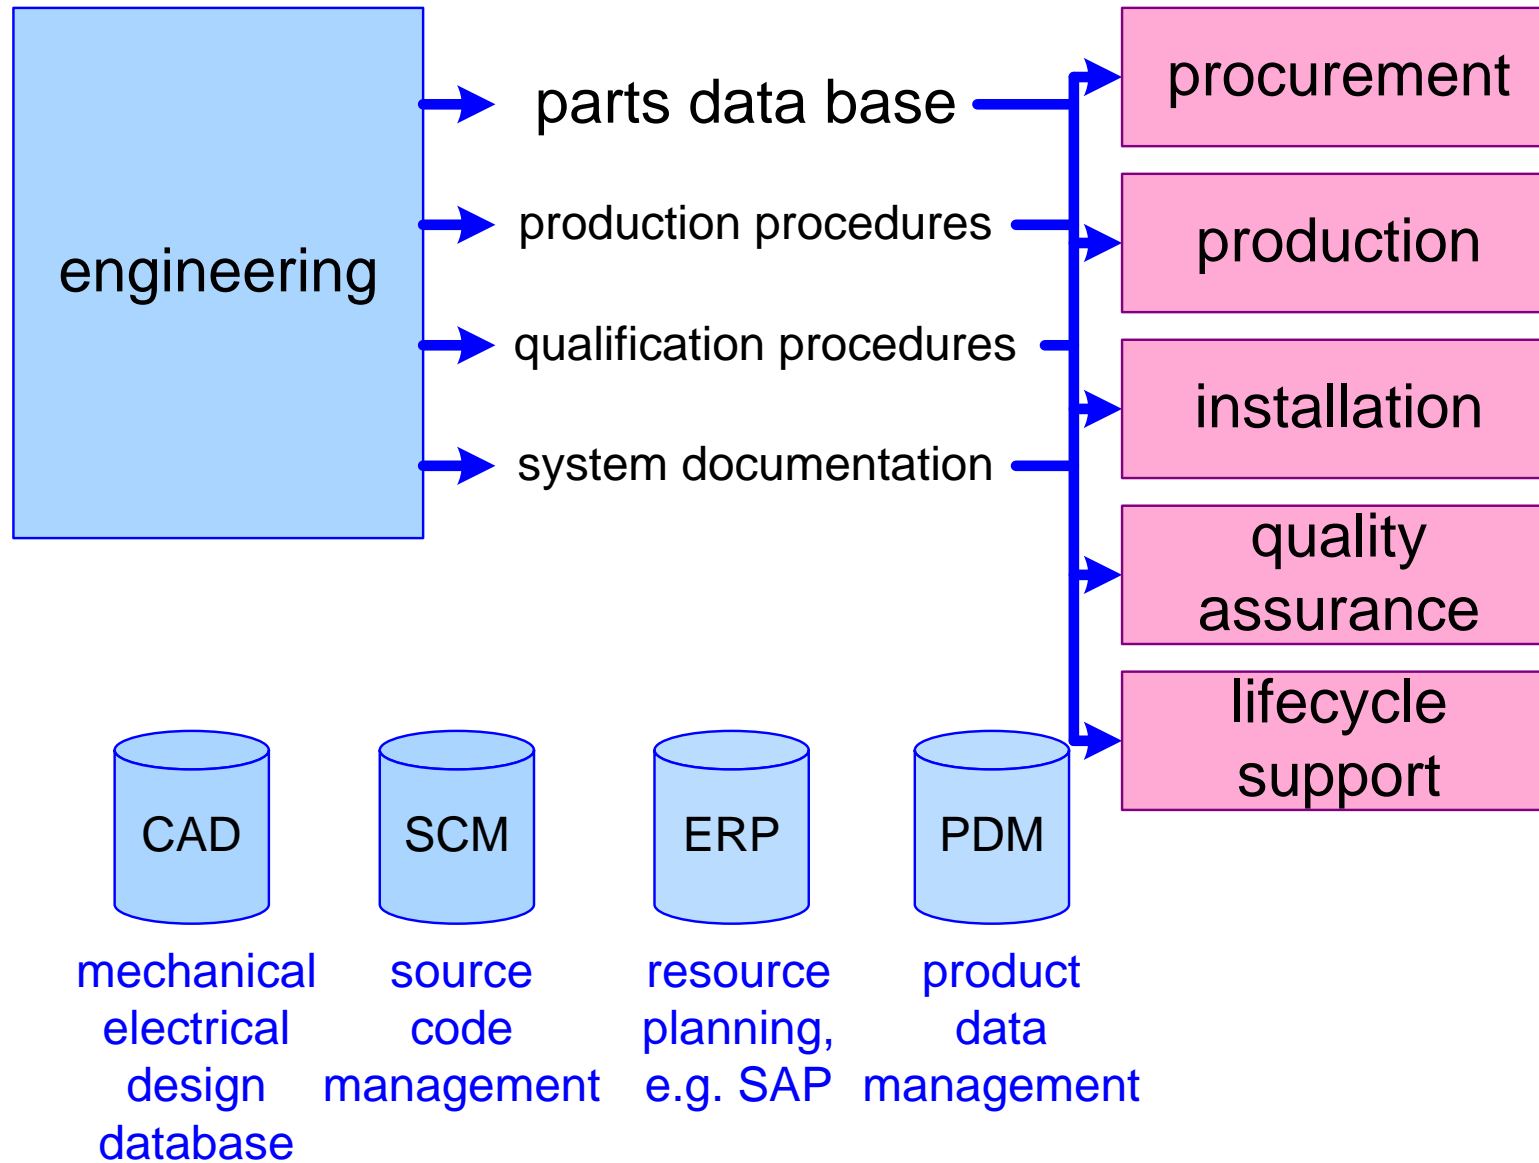 engineering
parts data base
production procedures
qualification procedures
system documentation
procurement
production
installation
quality
assurance
lifecycle
support
CAD
mechanical
electrical
design
database
SCM
source
code
management
ERP
resource
planning,
e.g. SAP
PDM
product
data
management